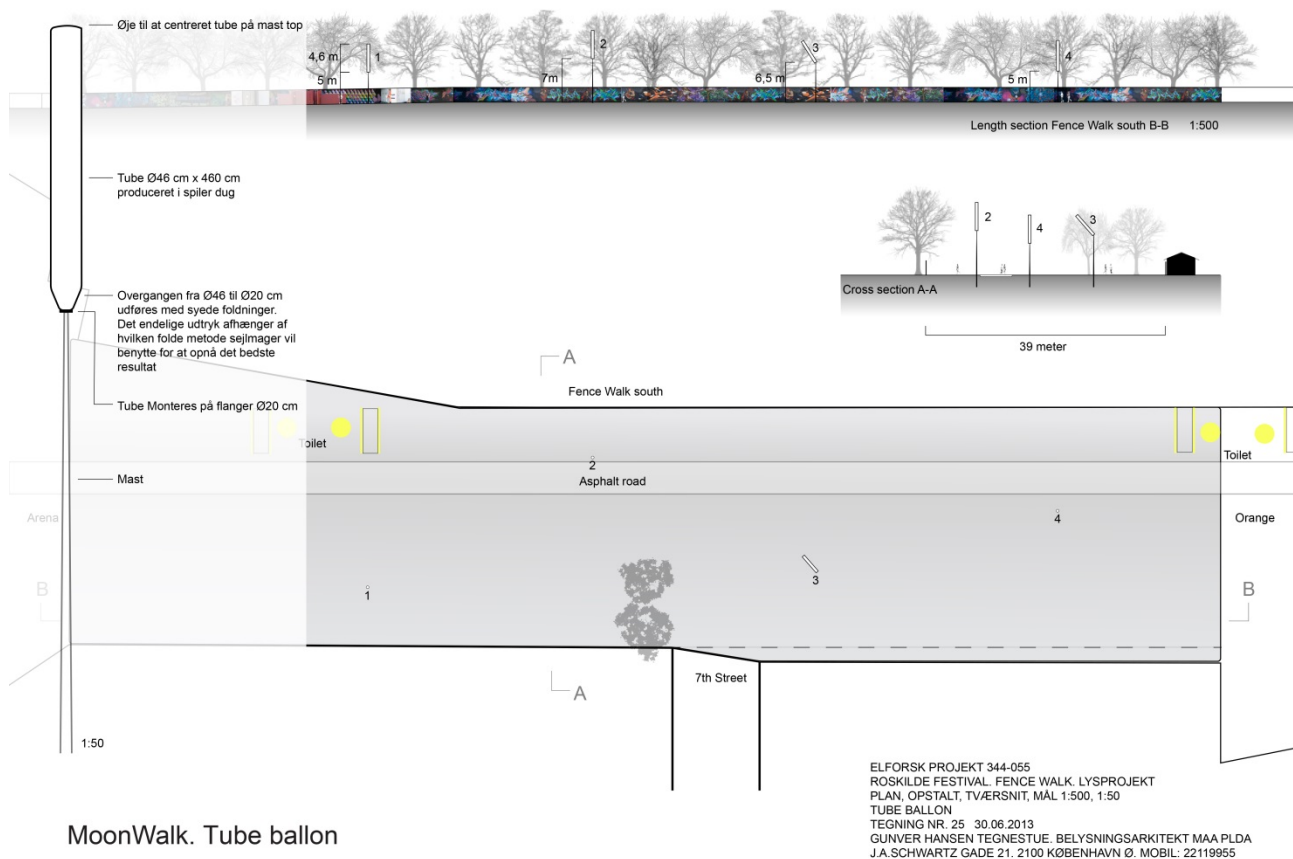 Øje til at centreret tube på mast top
4,6 m
1
5 m
2
7m
3
6,5 m
4
5 m
Length section Fence Walk south B-B 1:500
Tube Ø46 cm x 460 cm
produceret i spiler dug
2
4
3
Cross section A-A
39 meter
Overgangen fra Ø46 til Ø20 cm
udføres med syede foldninger.
Det endelige udtryk afhænger af
hvilken folde metode sejlmager vil
benytte for at opnå det bedste
resultat
A
Fence Walk south
Tube Monteres på flanger Ø20 cm
Toilet
Toilet
2
Mast
Asphalt road
Arena
4
Orange
3
B
1
B
7th Street
A
1:50
ELFORSK PROJEKT 344-055
ROSKILDE FESTIVAL. FENCE WALK. LYSPROJEKT
PLAN, OPSTALT, TVÆRSNIT, MÅL 1:500, 1:50
TUBE BALLON
TEGNING NR. 25 30.06.2013
GUNVER HANSEN TEGNESTUE. BELYSNINGSARKITEKT MAA PLDA
J.A.SCHWARTZ GADE 21. 2100 KØBENHAVN Ø. MOBIL: 22119955
MoonWalk. Tube ballon